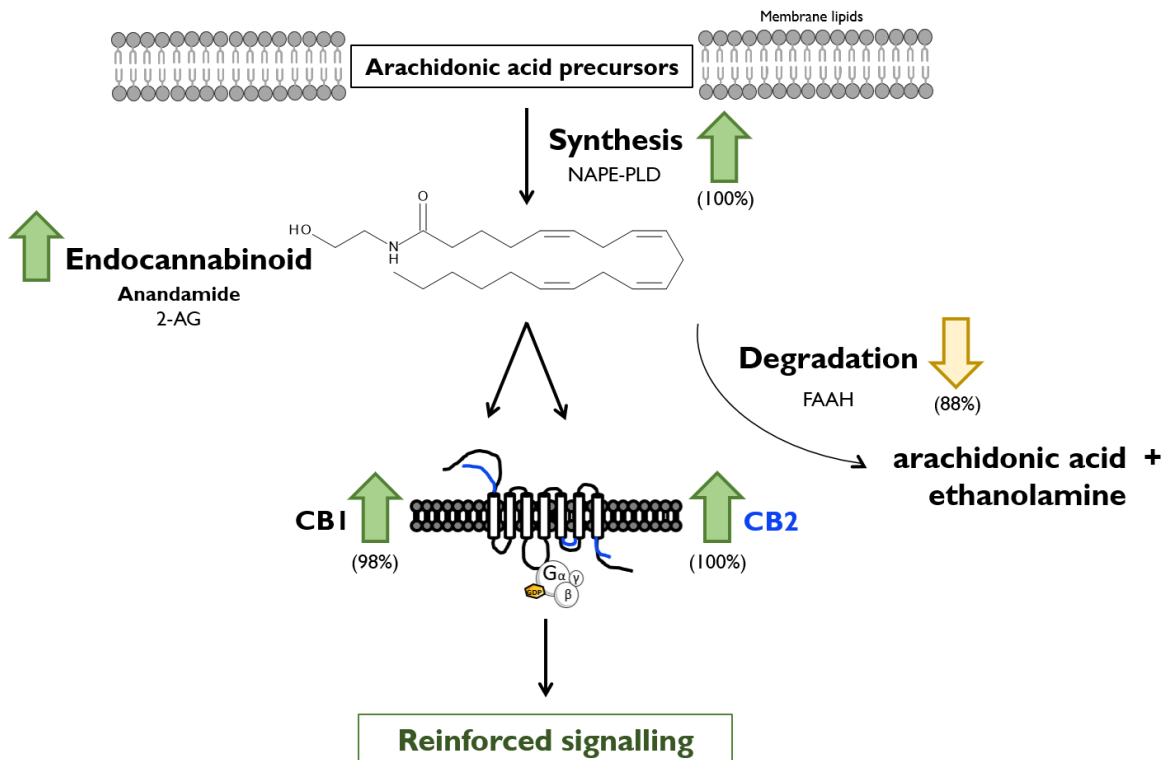 Membrane lipids
Arachidonic acid precursors
Synthesis
NAPE-PLD
(100%)
O
HO
N
H
Endocannabinoid
Anandamide
2-AG
Degradation
FAAH
(88%)
arachidonic acid +
ethanolamine
CB1
(98%)
CB2
(100%)
Gα
γ
β
GDP
Reinforced signalling